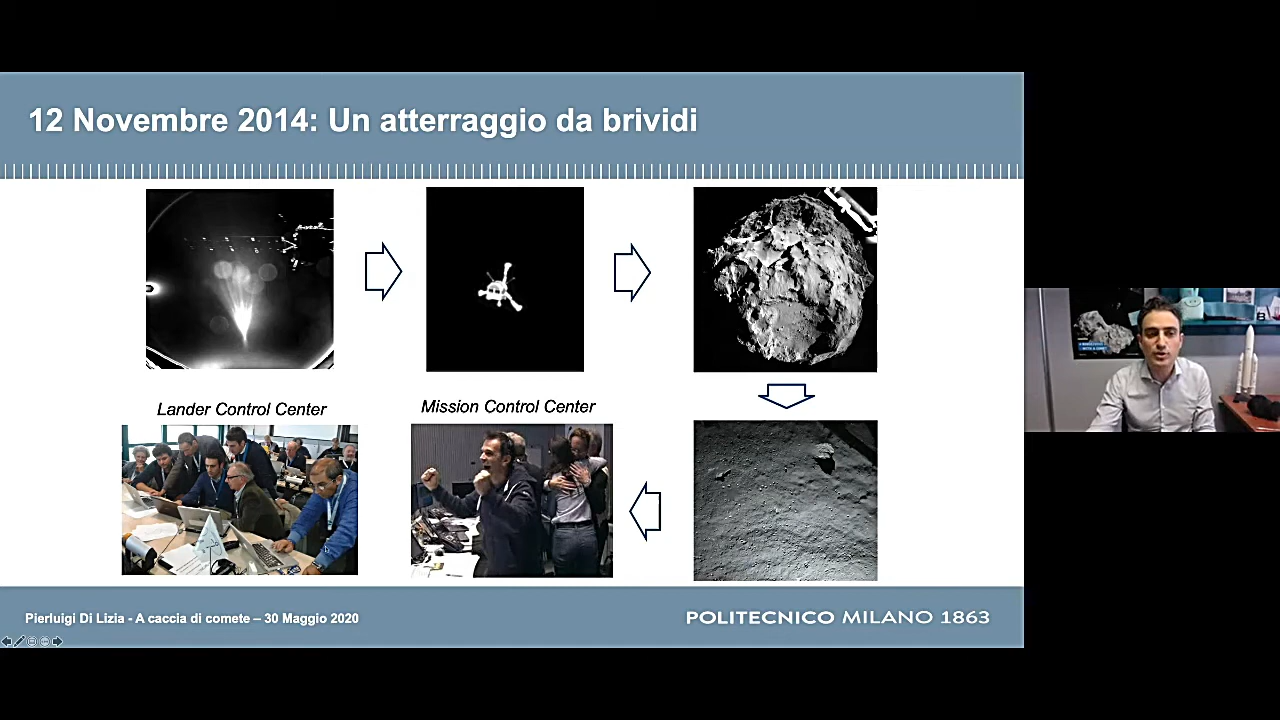 12 Novembre 2014: Un atterraggio da brividi
Lander Control Center
Mission Control Center
Pierluigi Di Lizia - A caccia di comete – 30 Maggio 2020
POLITECNICO MILANO 1863